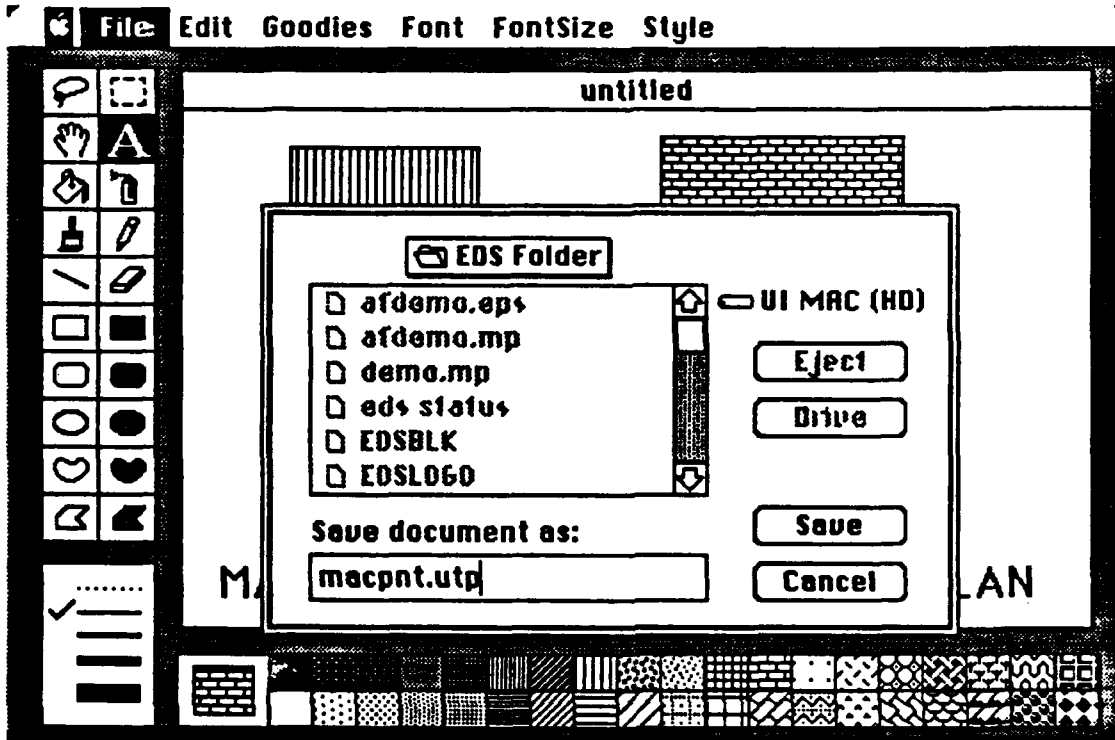 File Edit Goodies Font FontSize Style
untitled
EDS Folder
afdemo.eps
afdemo.mp
demo.mp
eds status
EDSBLK
EDSLOGO
UI MAC (HD)
Eject
Drive
Save document as:
macpnt.utp
Save
Cancel
A